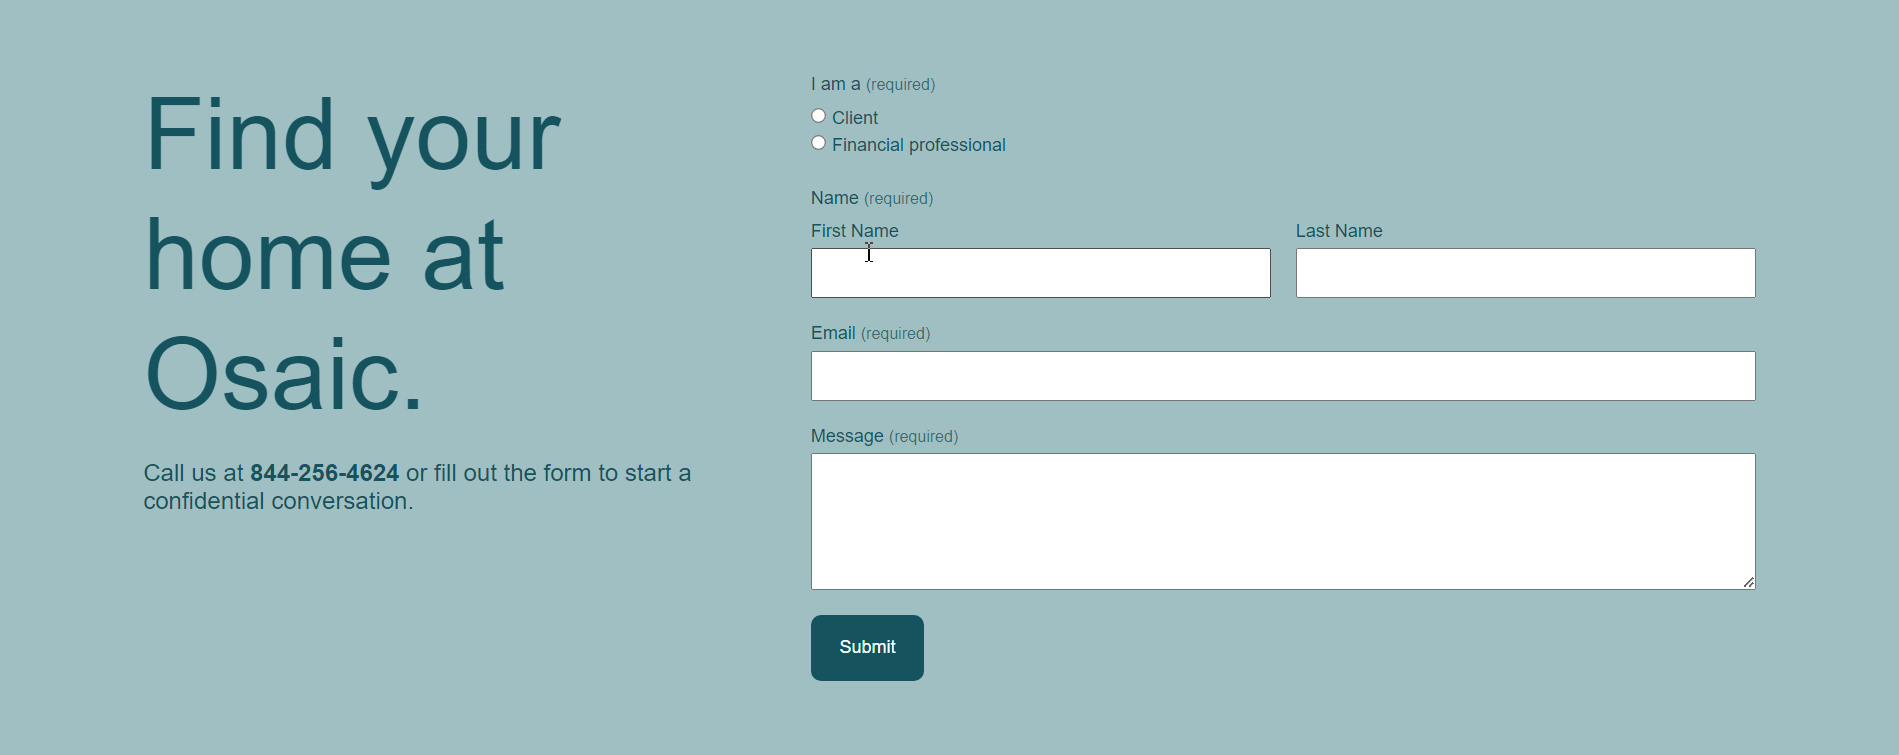 Find your
home at
Osaic.
Call us at 844-256-4624 or fill out the form to start a
confidential conversation.
I am a (required)
Client
Financial professional
Name (required)
First Name
Last Name
Email (required)
Message (required)
Submit